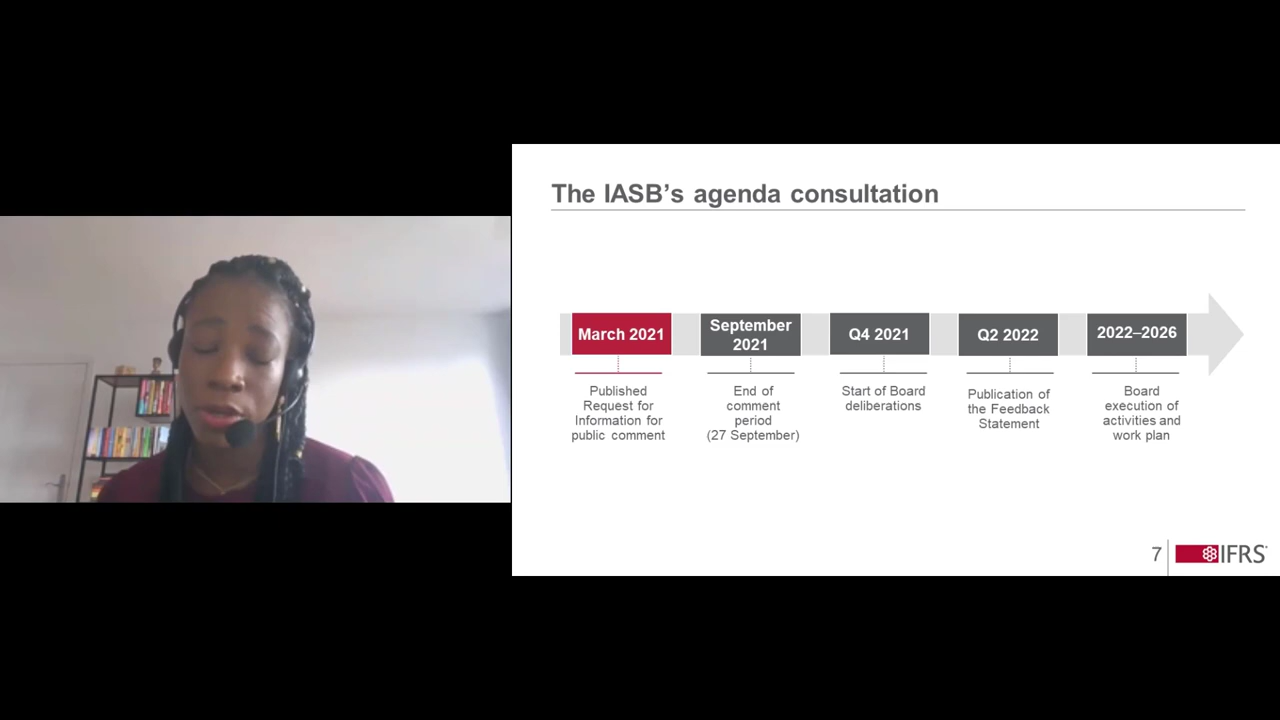 The IASB’s agenda consultation
March 2021
Published
Request for
Information for
public comment
September
2021
End of
comment
period
(27 September)
Q4 2021
Start of Board
deliberations
Q2 2022
Publication of
the Feedback
Statement
2022–2026
Board
execution of
activities and
work plan
7
IFRS